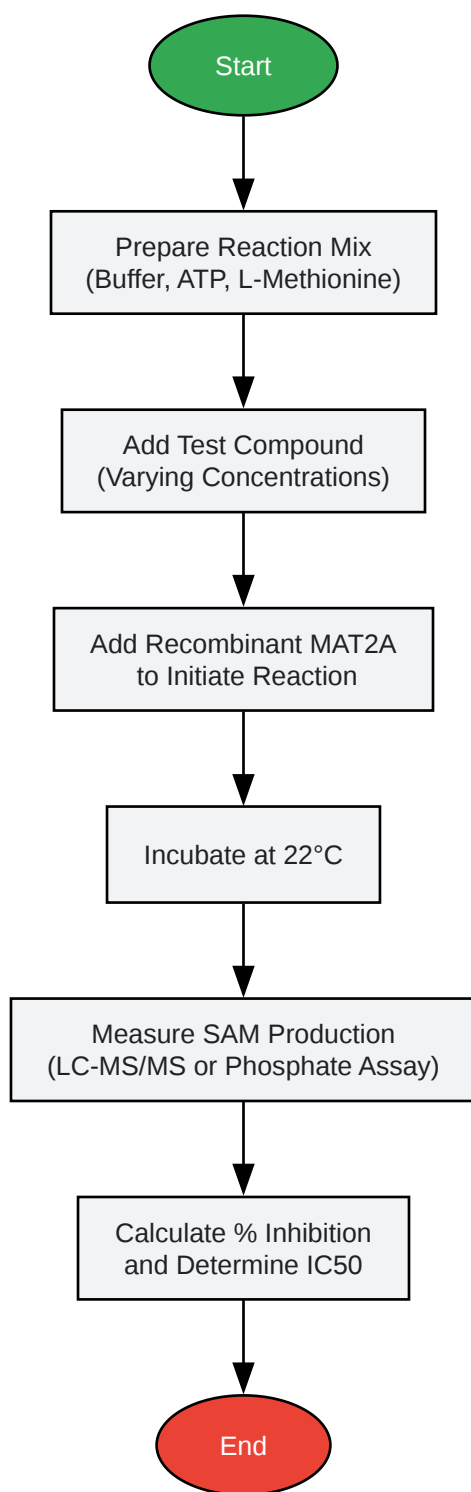 Start
Prepare Reaction Mix
(Buffer, ATP, L-Methionine)
Add Test Compound
(Varying Concentrations)
Add Recombinant MAT2A
to Initiate Reaction
Incubate at 22°C
Measure SAM Production
(LC-MS/MS or Phosphate Assay)
Calculate % Inhibition
and Determine IC50
End